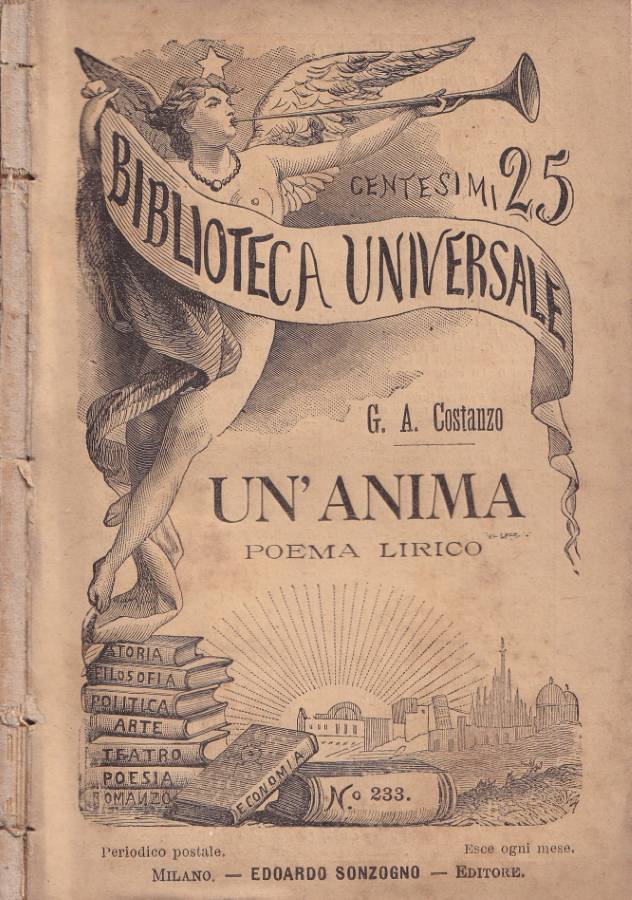 CENTESIMI 25
BIBLIOTECA UNIVERSALE
G. A. Costanzo
UN' ANIMA
POEMA LIRICO
STORIA
FILOSOFIA
POLITICA
ARTE
TEATRO
POESIA
ROMANZO
ECONOMIA
N.o 233.
Periodico postale.
Esce ogni mese.
MILANO. — EDOARDO SONZOGNO — EDITORE.